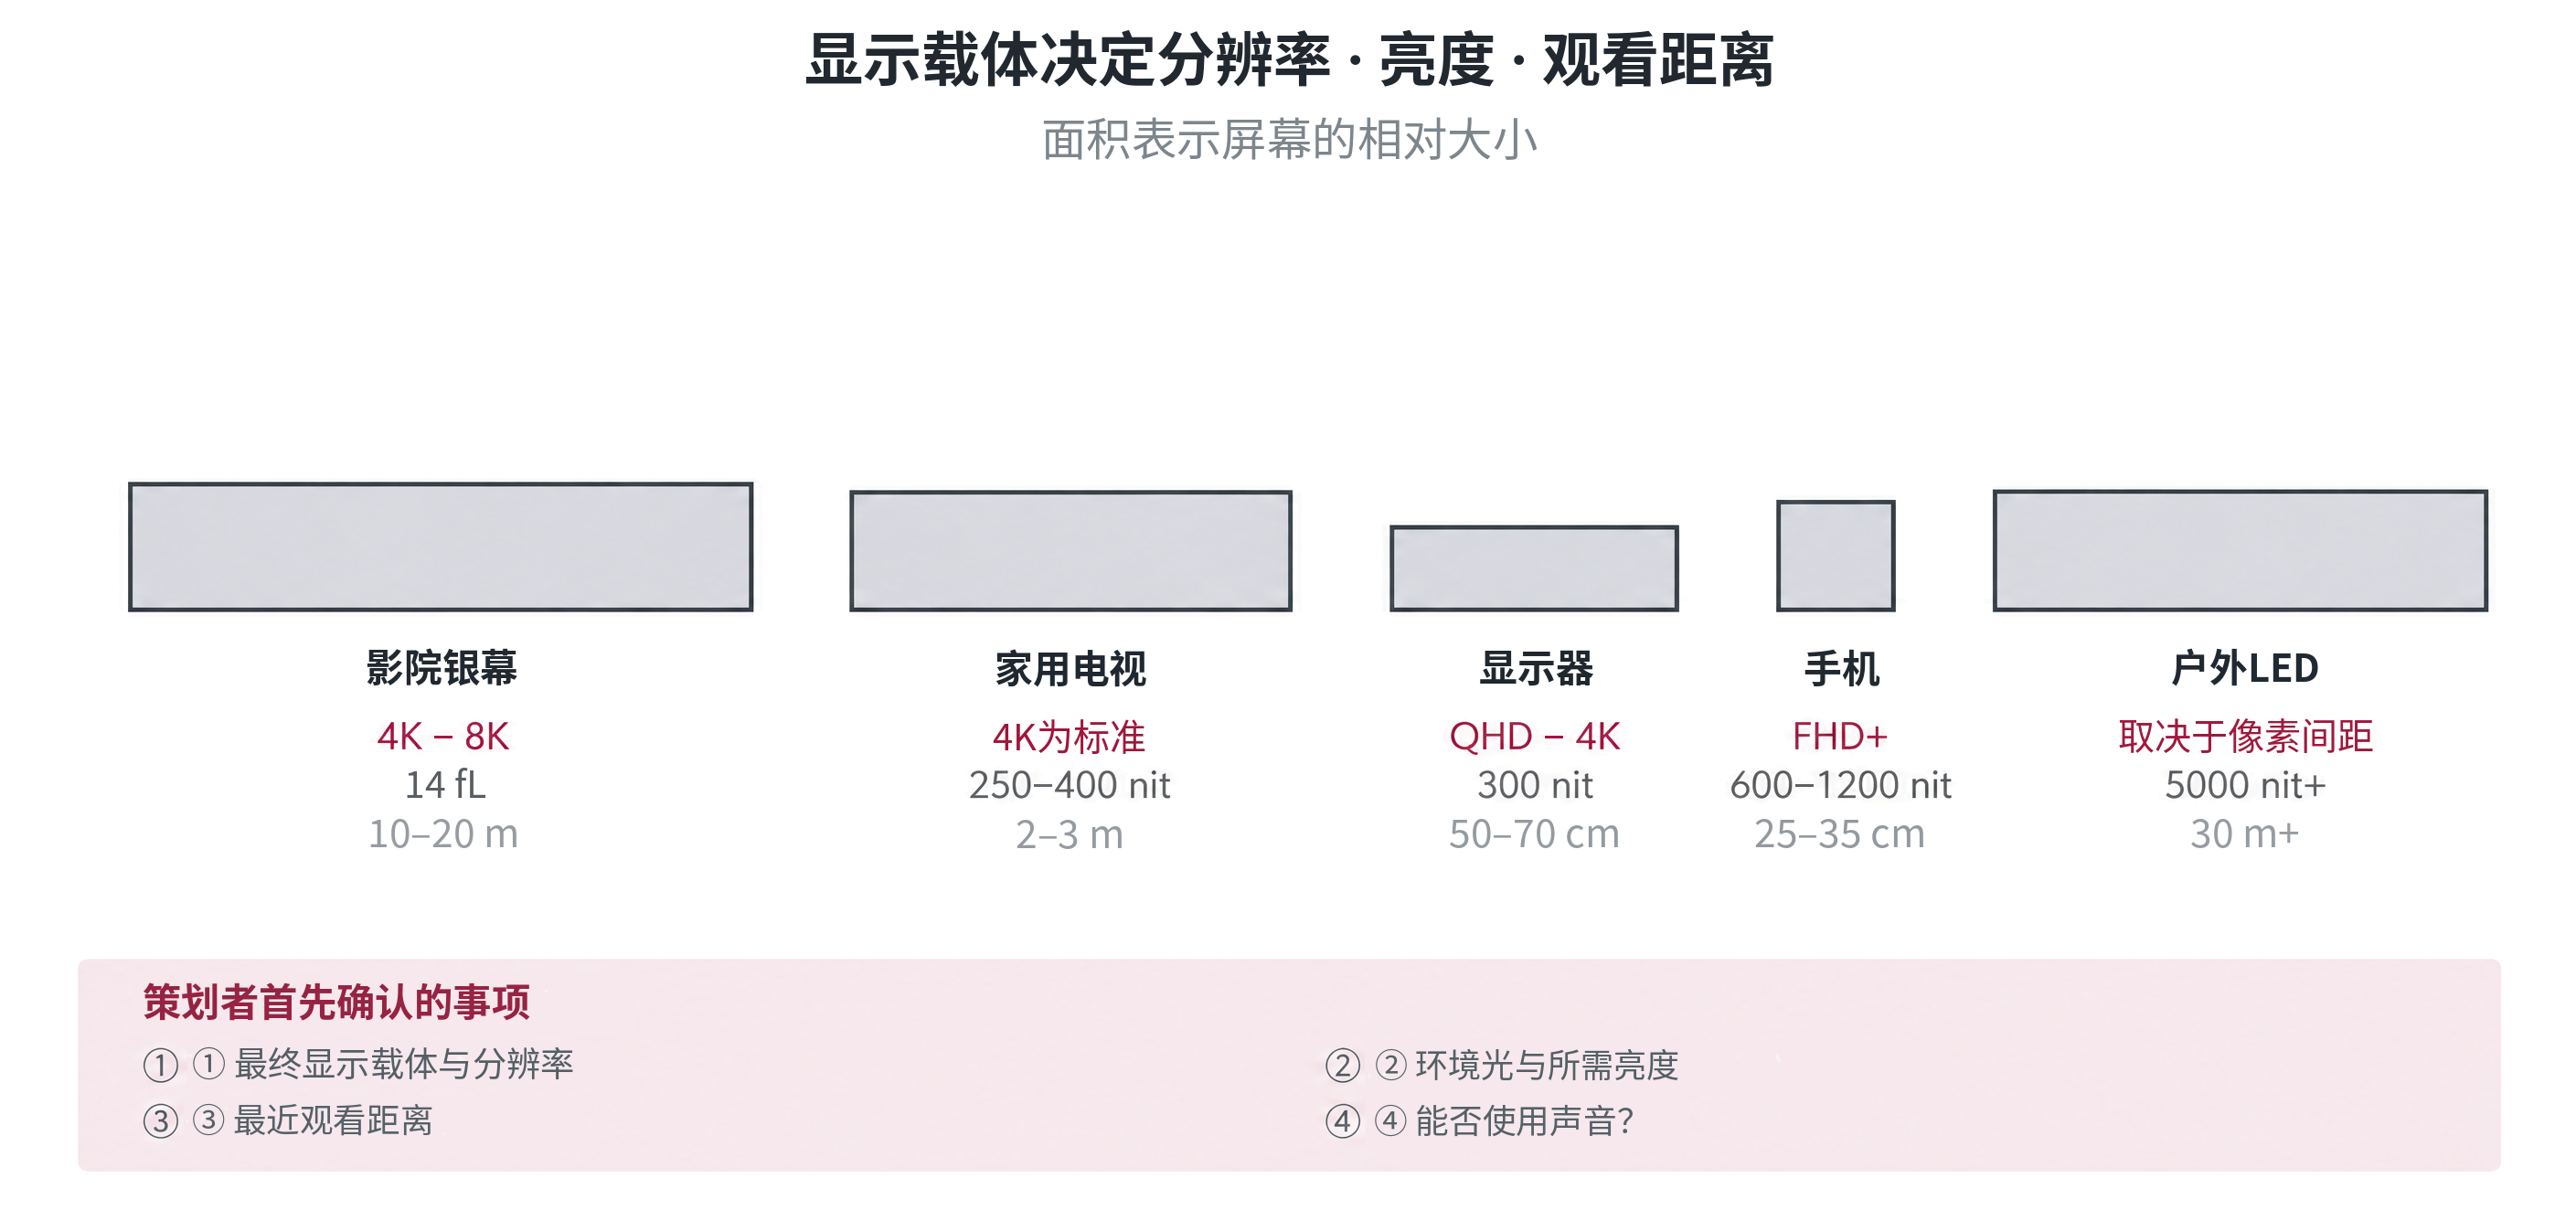 显示载体决定分辨率 · 亮度 · 观看距离
面积表示屏幕的相对大小
影院银幕
4K – 8K
14 fL
10–20 m
家用电视
4K为标准
250–400 nit
2–3 m
显示器
QHD – 4K
300 nit
50–70 cm
手机
FHD+
600–1200 nit
25–35 cm
户外LED
取决于像素间距
5000 nit+
30 m+
策划者首先确认的事项
① ① 最终显示载体与分辨率
② ② 环境光与所需亮度
③ ③ 最近观看距离
④ ④ 能否使用声音？